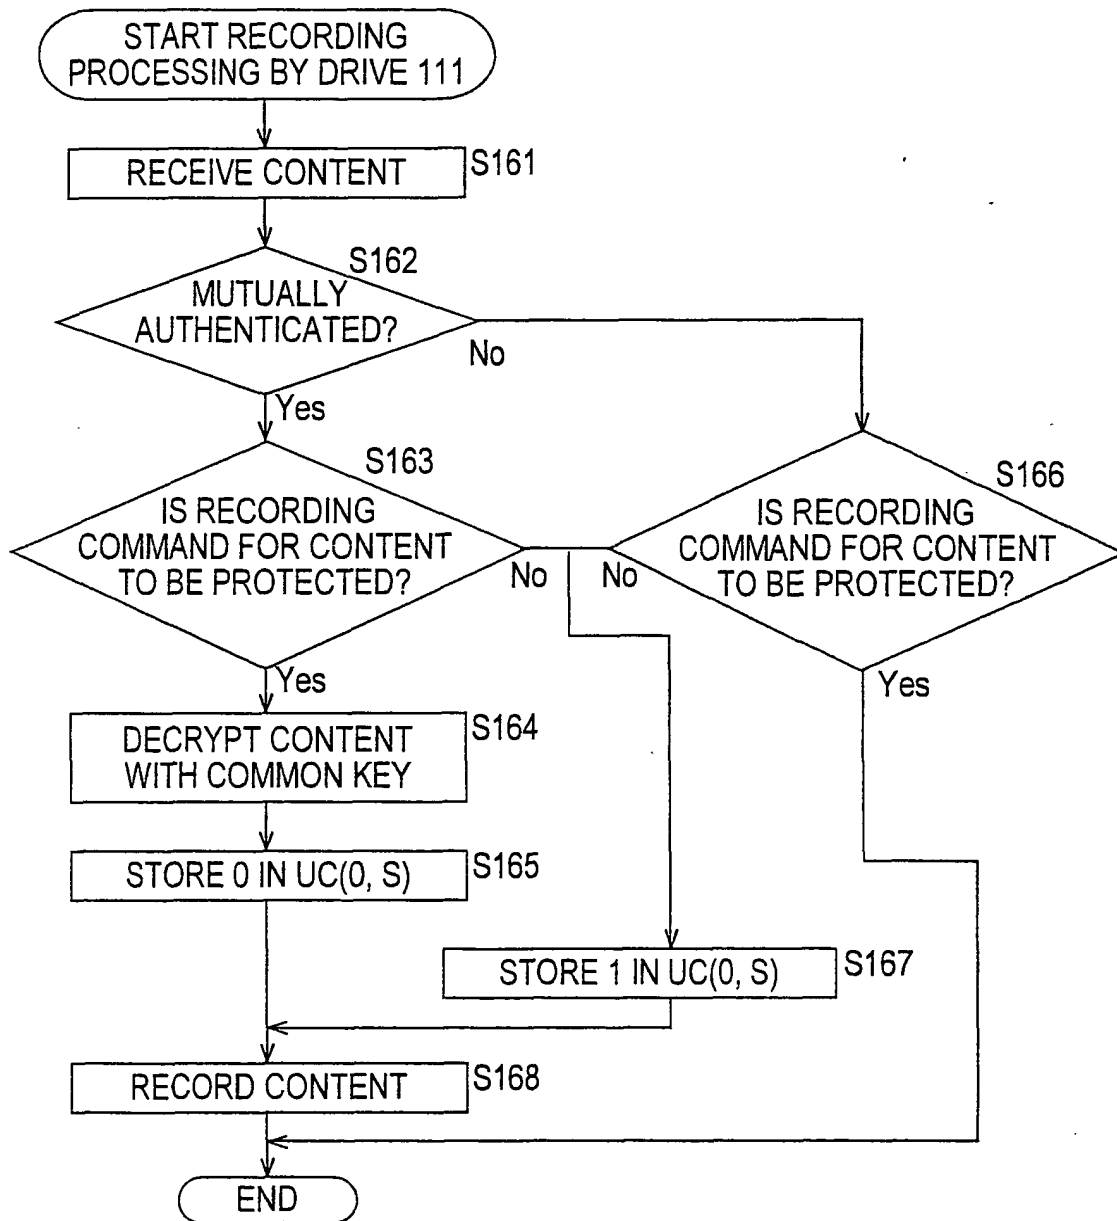 START RECORDING
PROCESSING BY DRIVE 111
RECEIVE CONTENT
S161
S162
MUTUALLY
AUTHENTICATED?
No
Yes
S163
IS RECORDING
COMMAND FOR CONTENT
TO BE PROTECTED?
No
Yes
S166
IS RECORDING
COMMAND FOR CONTENT
TO BE PROTECTED?
No
Yes
DECRYPT CONTENT
WITH COMMON KEY
S164
STORE 0 IN UC(0, S)
S165
STORE 1 IN UC(0, S)
S167
RECORD CONTENT
S168
END